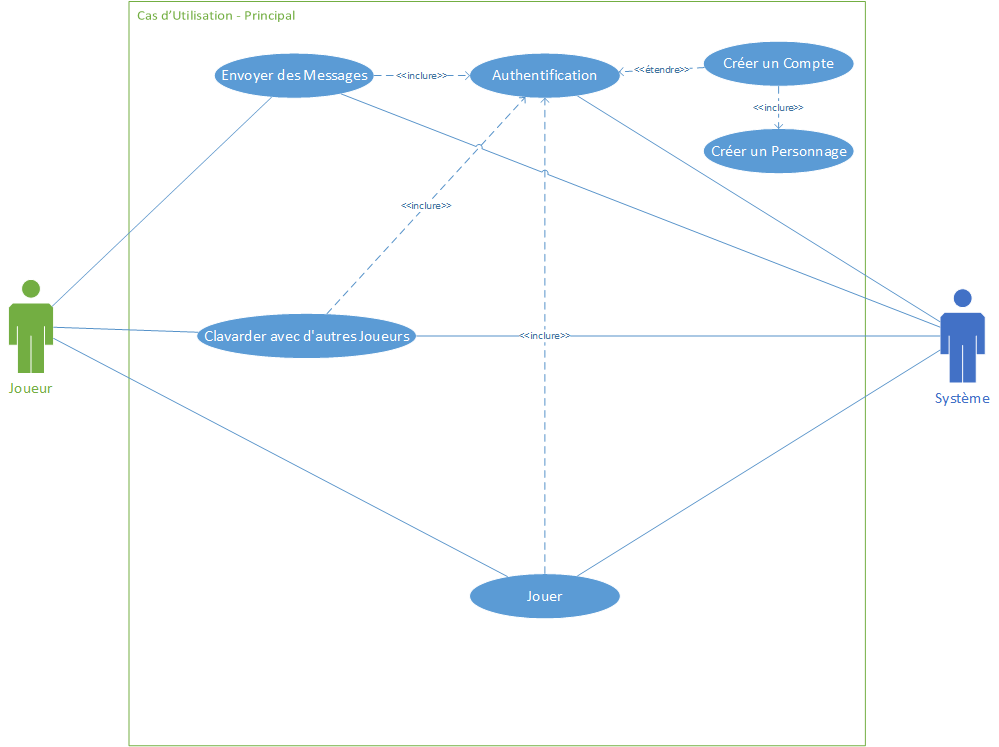 Cas d'Utilisation - Principal
Envoyer des Messages
<<inclure>>
Authentification
<<étendre>>
Créer un Compte
<<inclure>>
Créer un Personnage
<<inclure>>
Clavarder avec d'autres Joueurs
<<inclure>>
Joueur
Système
Jouer